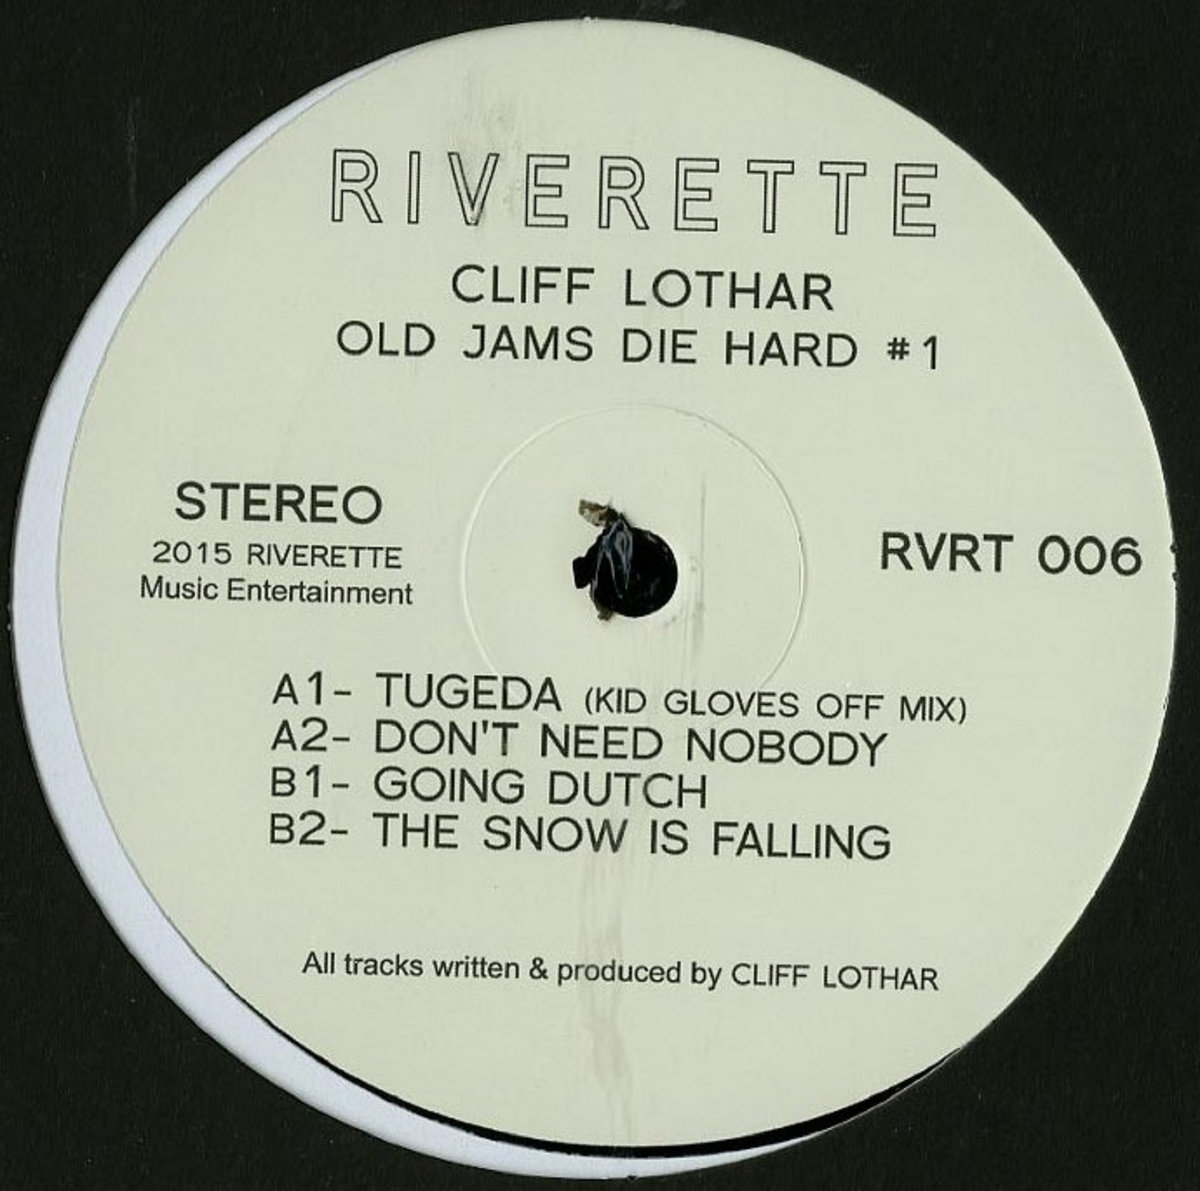 RIVERETTE
CLIFF LOTHAR
OLD JAMS DIE HARD #1
STEREO
2015 RIVERETTE
Music Entertainment
RVRT 006
A1- TUGEDA (KID GLOVES OFF MIX)
A2- DON'T NEED NOBODY
B1- GOING DUTCH
B2- THE SNOW IS FALLING
All tracks written & produced by CLIFF LOTHAR